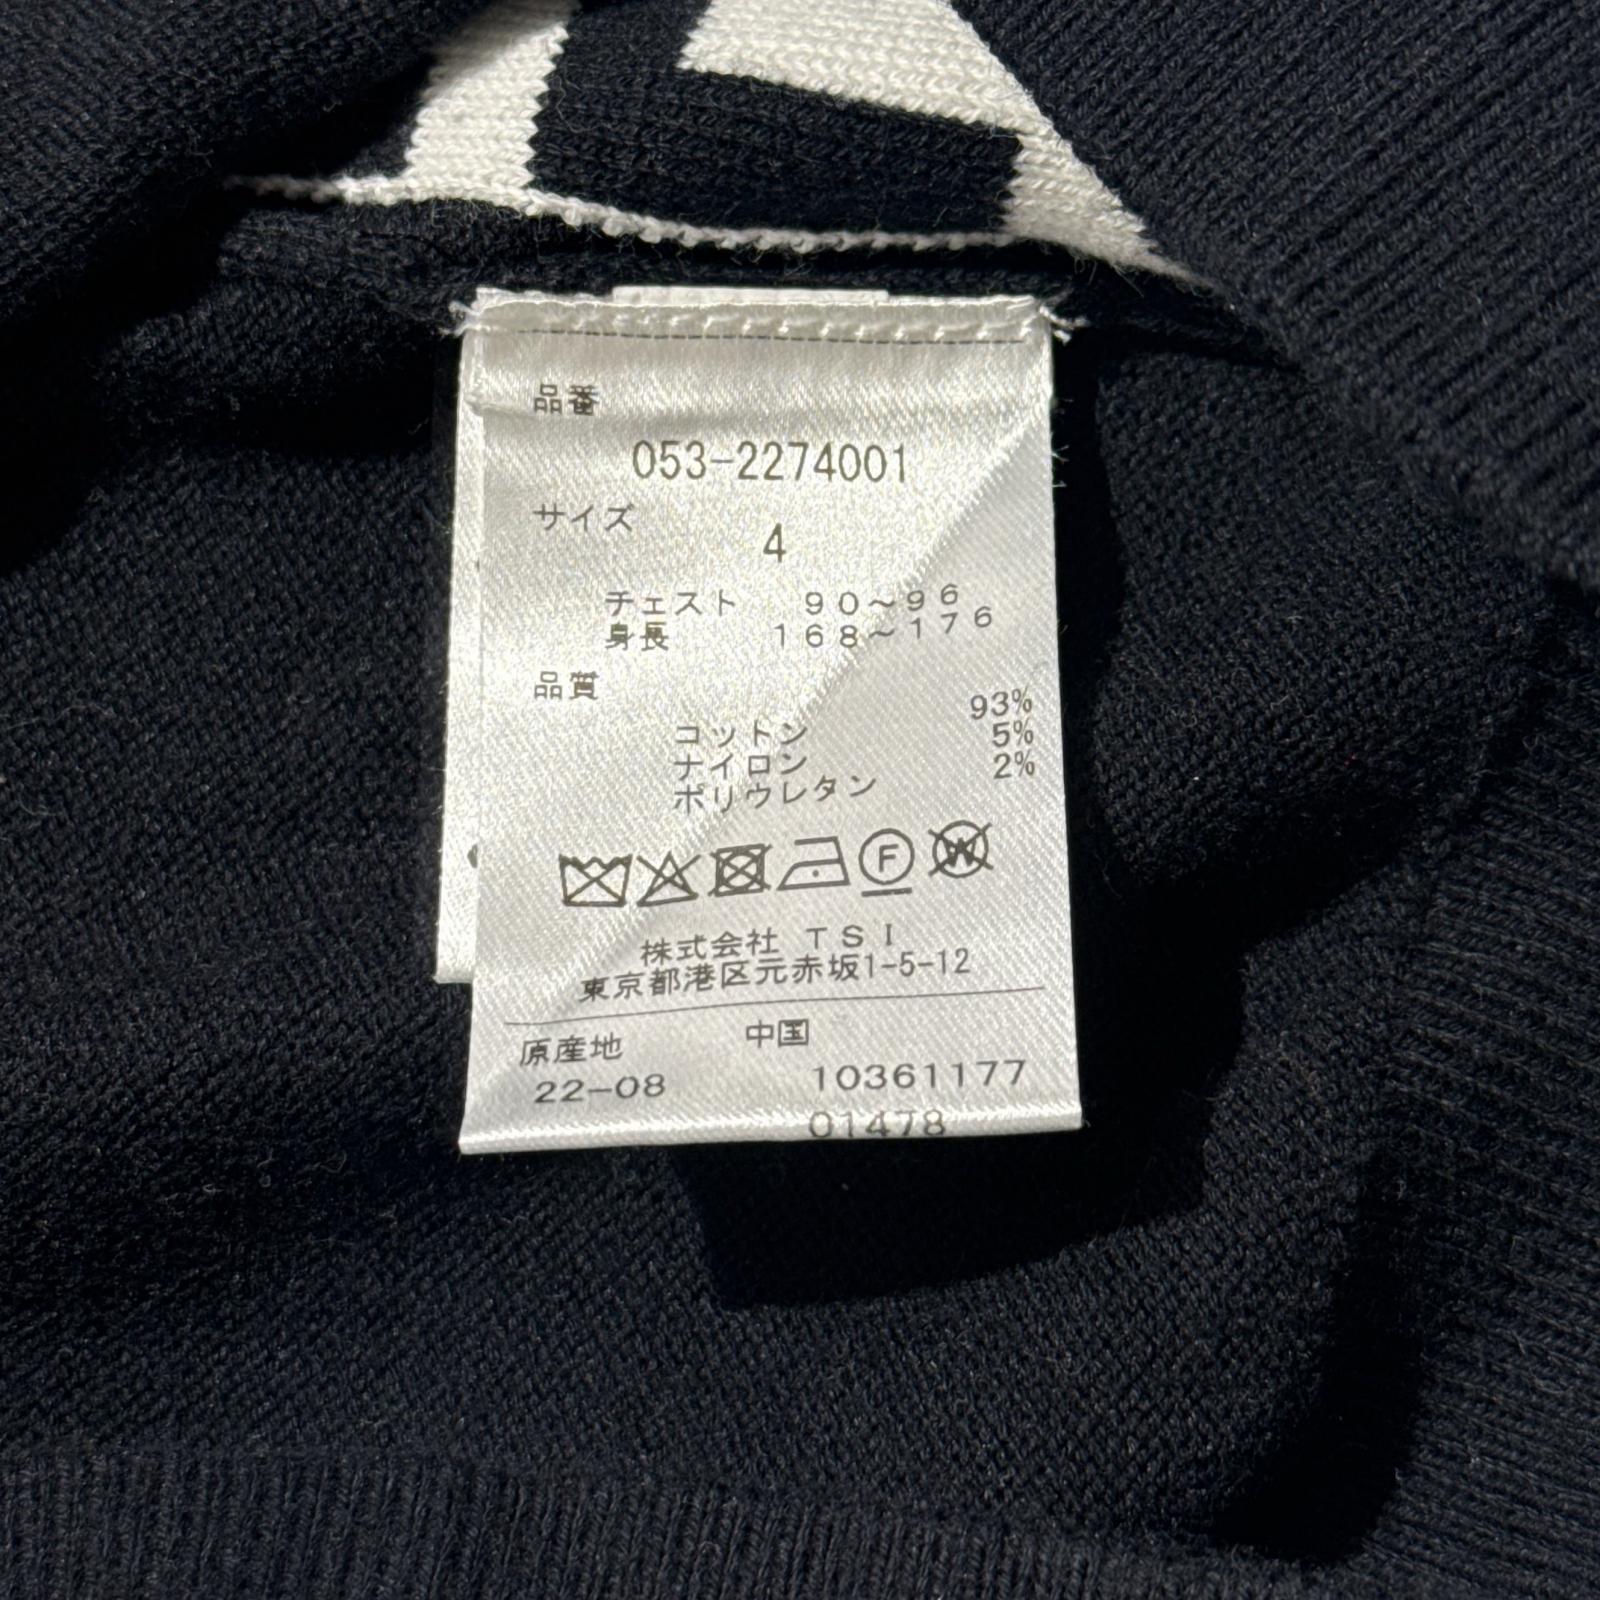 品番
053-2274001
サイズ
4
チェスト 90~96
身長 168~176
品質
93%
コットン 5%
ナイロン 2%
ポリウレタン
F
W
株式会社 TSI
東京都港区元赤坂1-5-12
原産地 中国
22-08 10361177
01478